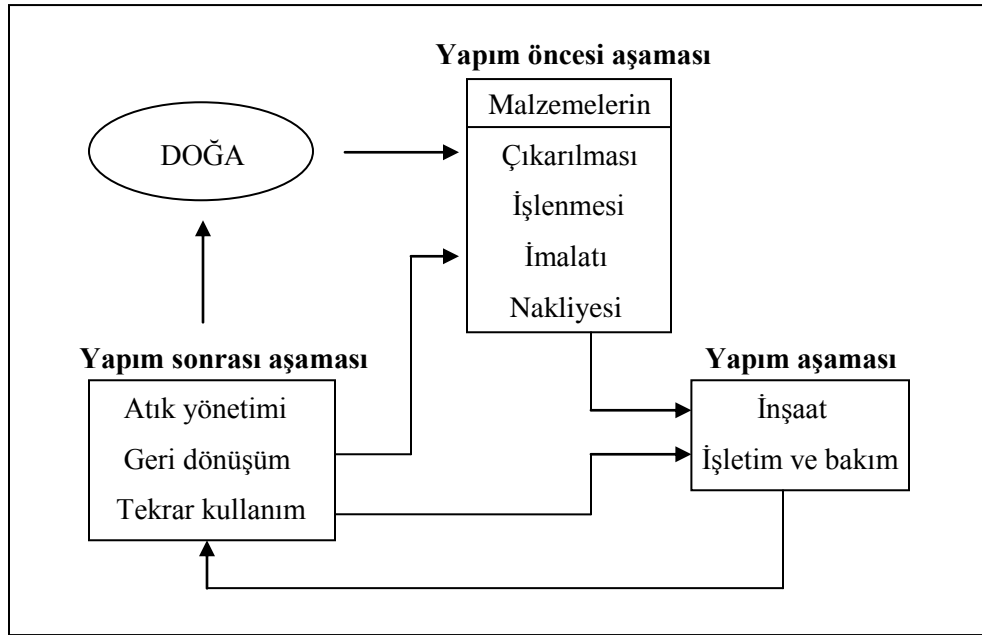 Yapım öncesi aşaması
Malzemelerin
Çıkarılması
İşlenmesi
İmalatı
Nakliyesi
DOĞA
Yapım sonrası aşaması
Atık yönetimi
Geri dönüşüm
Tekrar kullanım
Yapım aşaması
İnşaat
İşletim ve bakım